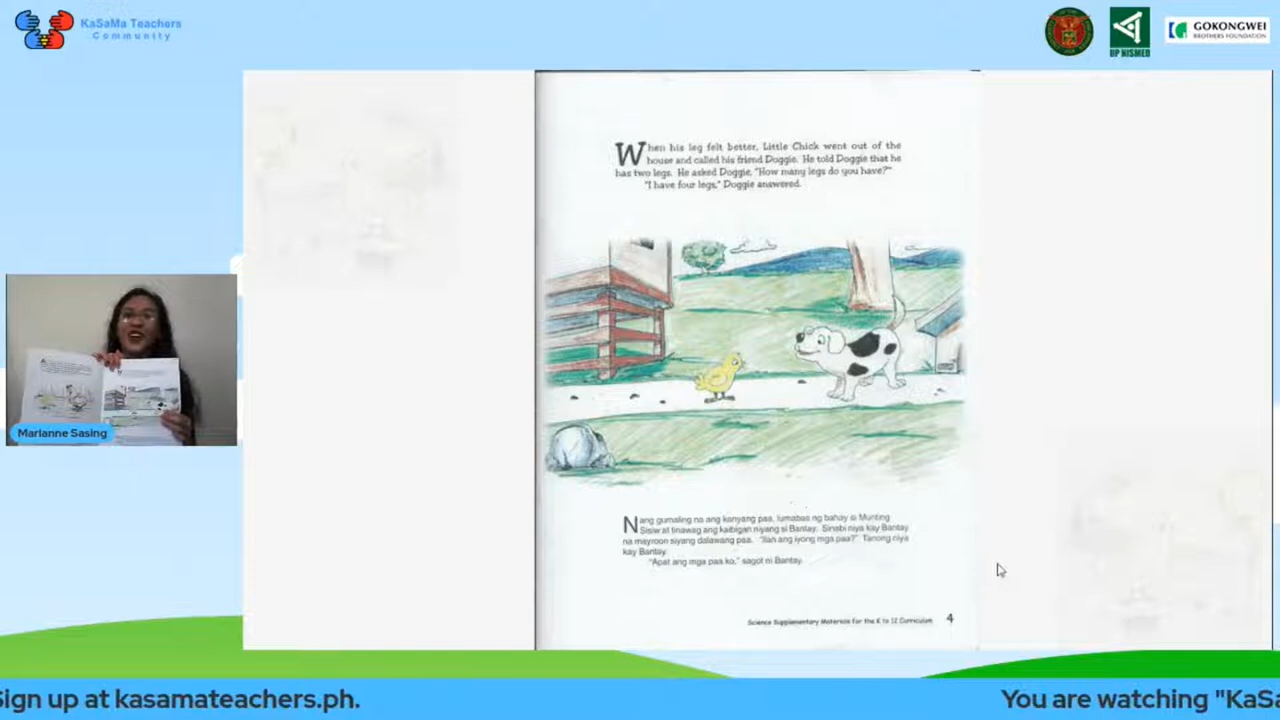 KaSaMa Teachers
Community
UP NISMED
GOKONGWEI
BROTHERS FOUNDATION
When his leg felt better, Little Chick went out of the
house and called his friend Doggie. He told Doggie that he
has two legs. He asked Doggie, "How many legs do you have?"
"I have four legs," Doggie answered.
Marianne Sasing
Nang gumaling na ang kanyang paa, lumabas ng bahay si Munting
Sisiw at tinawag ang kaibigan niyang si Bantay. Sinabi niya kay Bantay
na mayroon siyang dalawang paa. "Ilan ang iyong mga paa?" Tanong niya
kay Bantay.
"Apat ang mga paa ko," sagot ni Bantay.
Science Supplementary Materials for the K to 12 Curriculum 4
Sign up at kasamateachers.ph.
You are watching "KaSa